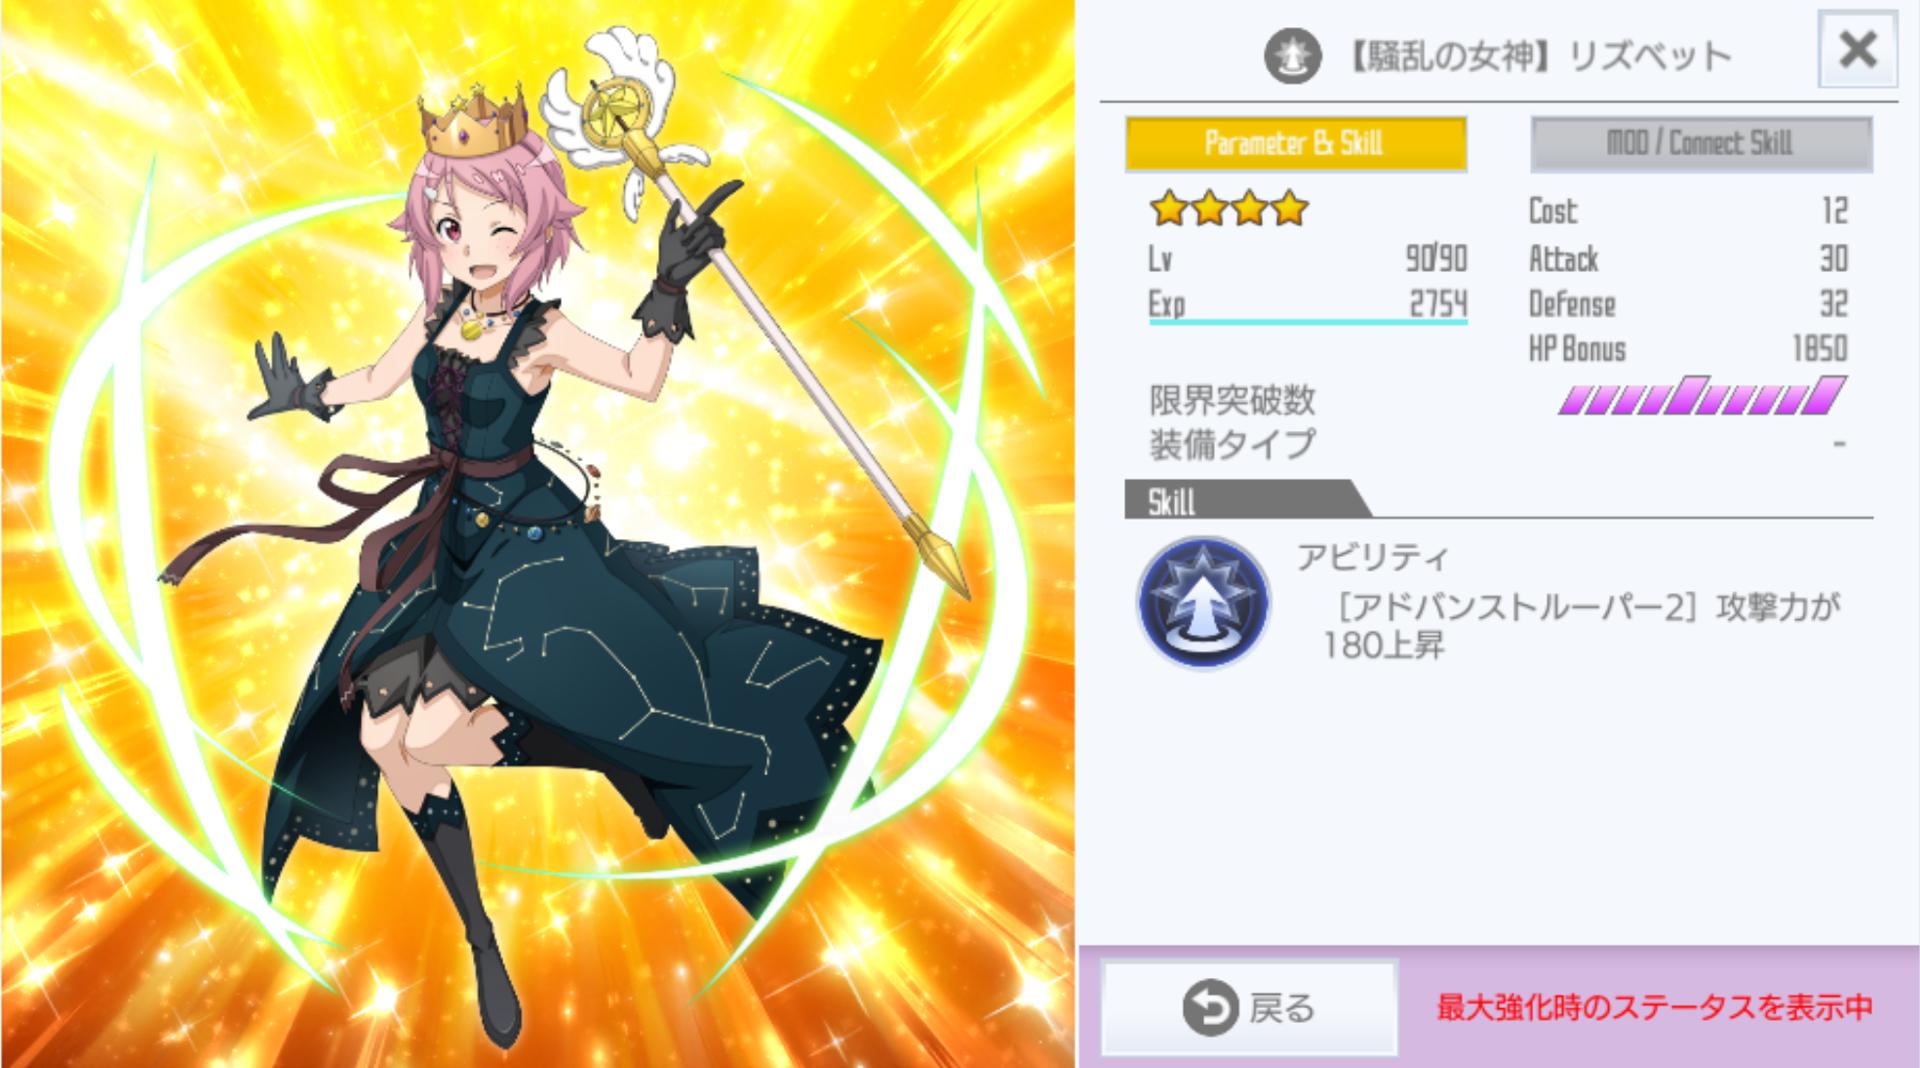 【騒乱の女神】リズベット
Parameter & Skill
MOD / Connect Skill
Cost 12
Lv 90/90
Attack 30
Exp 2754
Defense 32
HP Bonus 1850
限界突破数
装備タイプ -
Skill
アビリティ
［アドバンストルーパー2］攻撃力が
180上昇
戻る
最大強化時のステータスを表示中